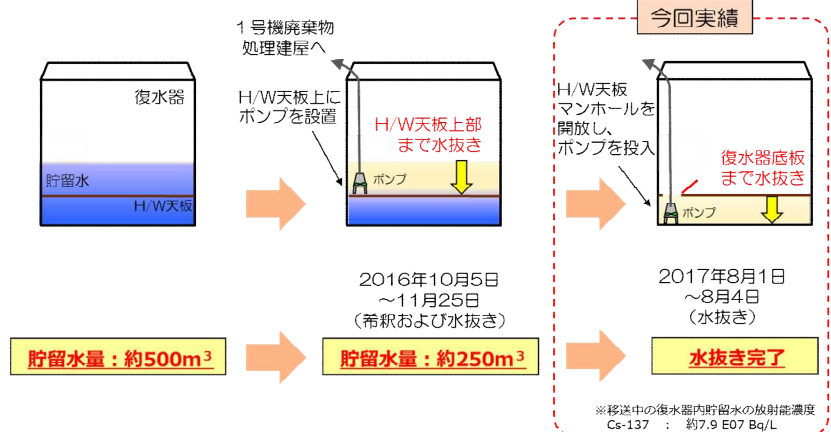 今回実績
1号機廃棄物
処理建屋へ
復水器
貯留水
H/W天板
H/W天板上に
ポンプを設置
H/W天板上部
まで水抜き
ポンプ
H/W天板
マンホールを
開放し、
ポンプを投入
復水器底板
まで水抜き
ポンプ
2016年10月5日
～11月25日
（希釈および水抜き）
2017年8月1日
～8月4日
（水抜き）
貯留水量：約500m³
貯留水量：約250m³
水抜き完了
※移送中の復水器内貯留水の放射能濃度
Cs-137 ： 約7.9 E07 Bq/L